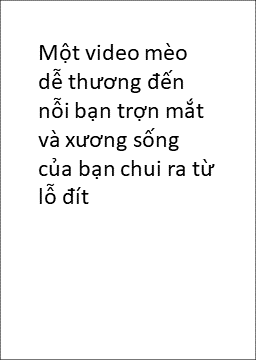 Một video mèo
dễ thương đến
nỗi bạn trợn mắt
và xương sống
của bạn chui ra từ
lỗ đít